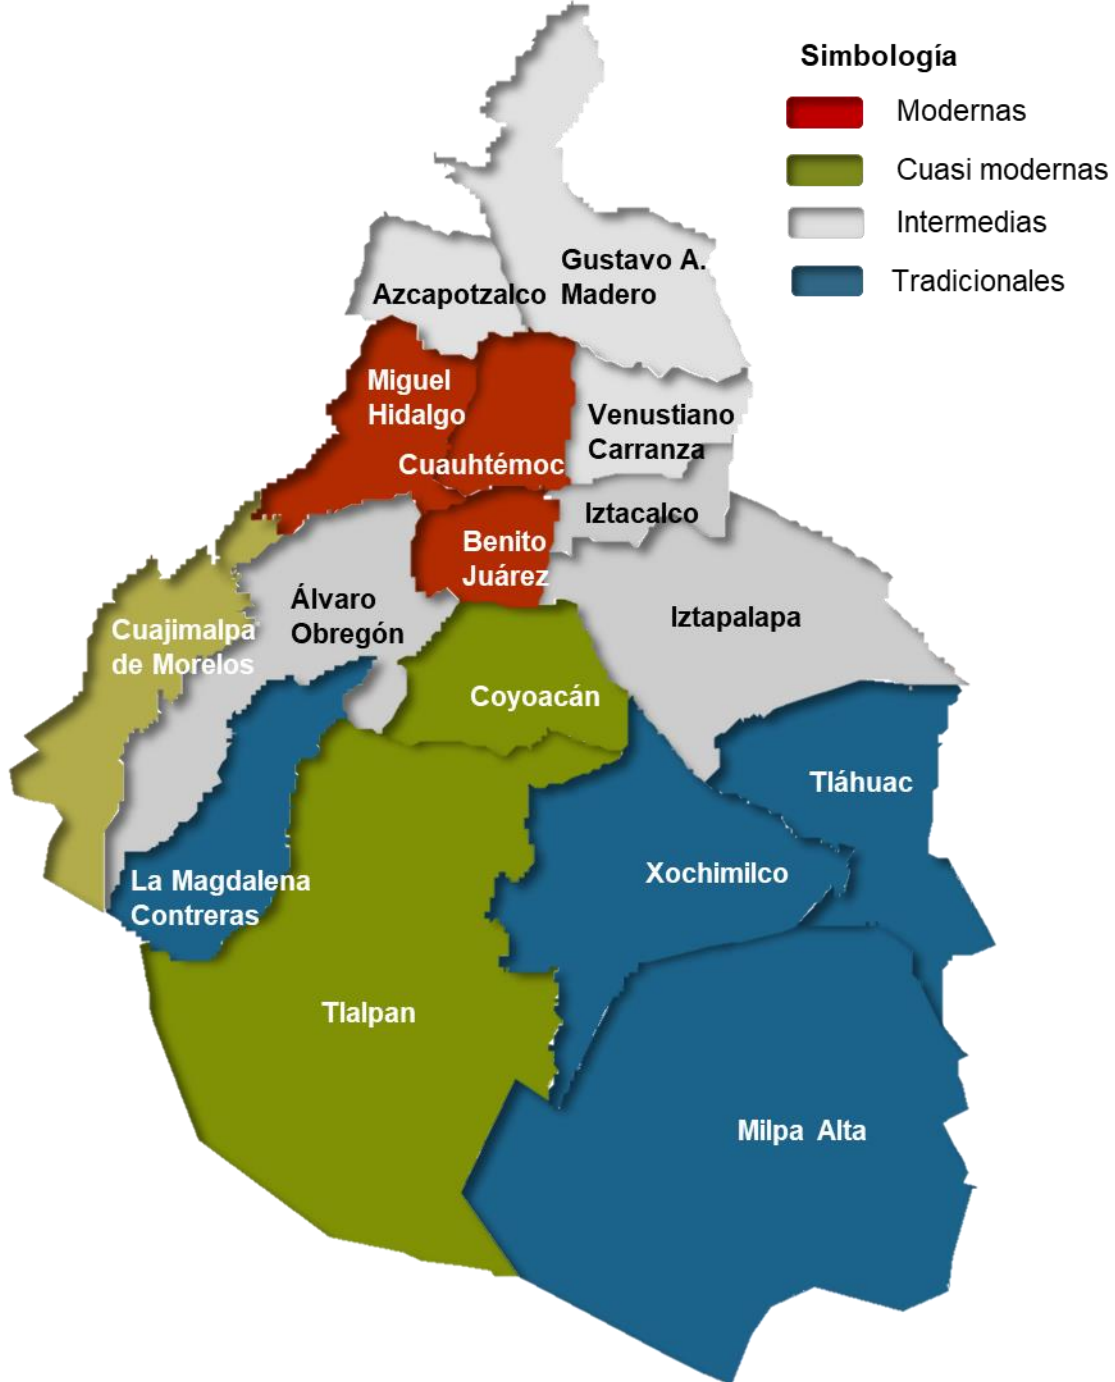 Simbología
Modernas
Cuasi modernas
Intermedias
Tradicionales
Gustavo A.
Madero
Azcapotzalco
Miguel
Hidalgo
Venustiano
Carranza
Cuauhtémoc
Iztacalco
Benito
Juárez
Álvaro
Obregón
Iztapalapa
Cuajimalpa
de Morelos
Coyoacán
Tláhuac
La Magdalena
Contreras
Xochimilco
Tlalpan
Milpa Alta